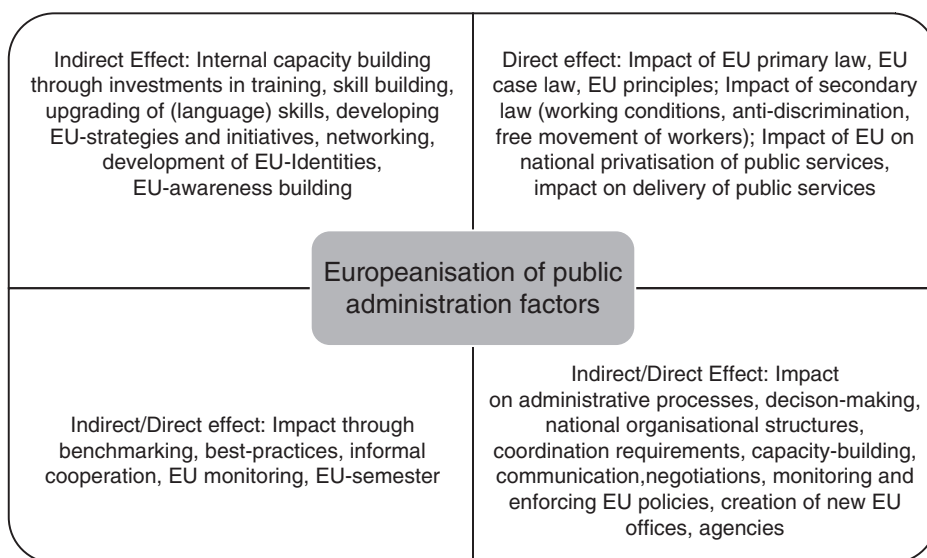 Indirect Effect: Internal capacity building
through investments in training, skill building,
upgrading of (language) skills, developing
EU-strategies and initiatives, networking,
development of EU-Identities,
EU-awareness building
Direct effect: Impact of EU primary law, EU
case law, EU principles; Impact of secondary
law (working conditions, anti-discrimination,
free movement of workers); Impact of EU on
national privatisation of public services,
impact on delivery of public services
Europeanisation of public
administration factors
Indirect/Direct effect: Impact through
benchmarking, best-practices, informal
cooperation, EU monitoring, EU-semester
Indirect/Direct Effect: Impact
on administrative processes, decison-making,
national organisational structures,
coordination requirements, capacity-building,
communication,negotiations, monitoring and
enforcing EU policies, creation of new EU
offices, agencies